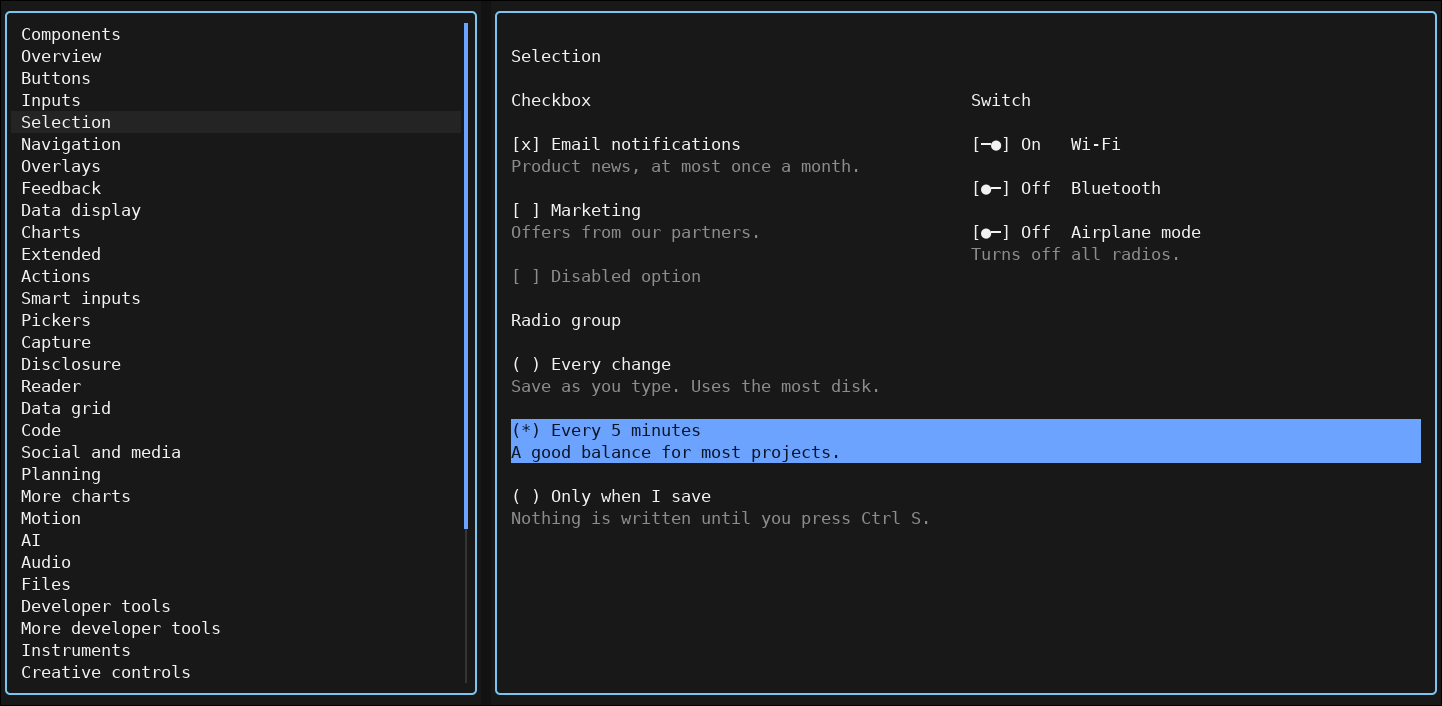 Components
Overview
Buttons
Inputs
Selection
Navigation
Overlays
Feedback
Data display
Charts
Extended
Actions
Smart inputs
Pickers
Capture
Disclosure
Reader
Data grid
Code
Social and media
Planning
More charts
Motion
AI
Audio
Files
Developer tools
More developer tools
Instruments
Creative controls
Selection
Checkbox
[x] Email notifications
Product news, at most once a month.
[ ] Marketing
Offers from our partners.
[ ] Disabled option
Switch
[─●] On   Wi-Fi
[●─] Off  Bluetooth
[●─] Off  Airplane mode
Turns off all radios.
Radio group
( ) Every change
Save as you type. Uses the most disk.
(*) Every 5 minutes
A good balance for most projects.
( ) Only when I save
Nothing is written until you press Ctrl S.